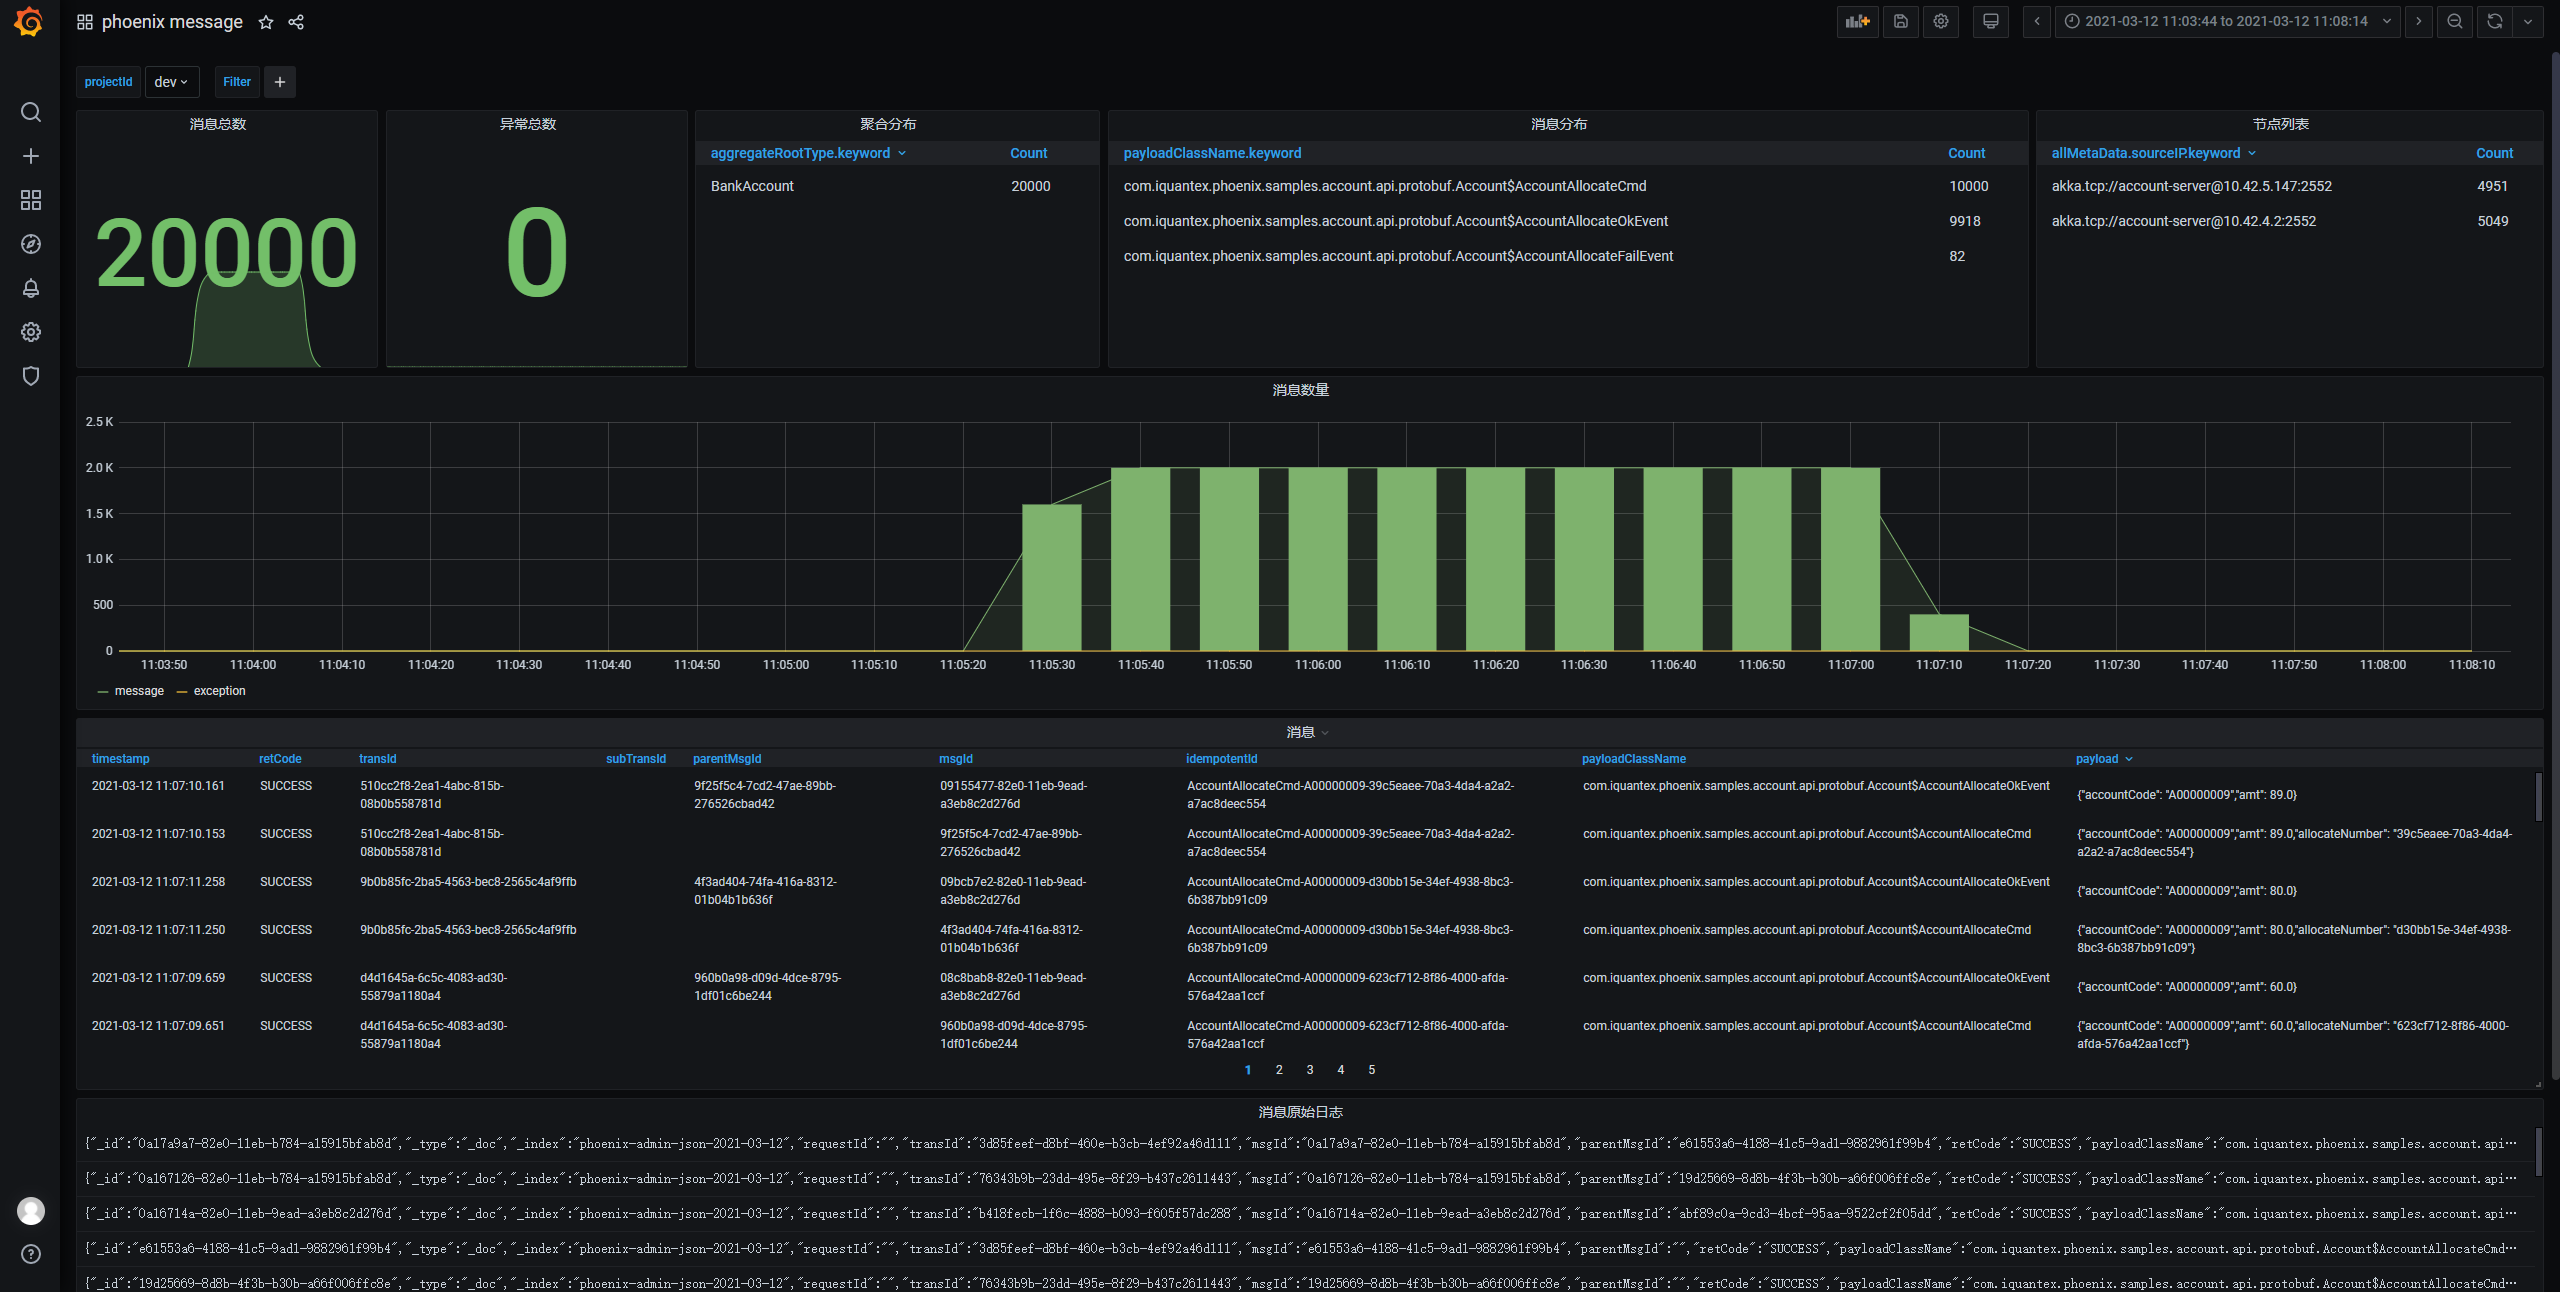 phoenix message
2021-03-12 11:03:44 to 2021-03-12 11:08:14
projectId dev Filter
消息总数
20000
异常总数
0
聚合分布
aggregateRootType.keyword Count
BankAccount 20000
消息分布
payloadClassName.keyword Count
com.iquantex.phoenix.samples.account.api.protobuf.Account$AccountAllocateCmd 10000
com.iquantex.phoenix.samples.account.api.protobuf.Account$AccountAllocateOkEvent 9918
com.iquantex.phoenix.samples.account.api.protobuf.Account$AccountAllocateFailEvent 82
节点列表
allMetaData.sourceIP.keyword Count
akka.tcp://account-server@10.42.5.147:2552 4951
akka.tcp://account-server@10.42.4.2:2552 5049
消息数量
2.5 K
2.0 K
1.5 K
1.0 K
500
0
11:03:50 11:04:00 11:04:10 11:04:20 11:04:30 11:04:40 11:04:50 11:05:00 11:05:10 11:05:20 11:05:30 11:05:40 11:05:50 11:06:00 11:06:10 11:06:20 11:06:30 11:06:40 11:06:50 11:07:00 11:07:10 11:07:20 11:07:30 11:07:40 11:07:50 11:08:00 11:08:10
message exception
消息
timestamp retCode transId subTransId parentMsgId msgId idempotentId payloadClassName payload
2021-03-12 11:07:10.161 SUCCESS 510cc2f8-2ea1-4abc-815b- 9f25f5c4-7cd2-47ae-89bb- 09155477-82e0-11eb-9ead- AccountAllocateCmd-A00000009-39c5eaee-70a3-4da4-a2a2- com.iquantex.phoenix.samples.account.api.protobuf.Account$AccountAllocateOkEvent {"accountCode": "A00000009","amt": 89.0}
08b0b558781d 276526cbad42 a3eb8c2d276d a7ac8deec554
2021-03-12 11:07:10.153 SUCCESS 510cc2f8-2ea1-4abc-815b- 9f25f5c4-7cd2-47ae-89bb- AccountAllocateCmd-A00000009-39c5eaee-70a3-4da4-a2a2- com.iquantex.phoenix.samples.account.api.protobuf.Account$AccountAllocateCmd {"accountCode": "A00000009","amt": 89.0,"allocateNumber": "39c5eaee-70a3-4da4-
08b0b558781d 276526cbad42 a7ac8deec554 a2a2-a7ac8deec554"}
2021-03-12 11:07:11.258 SUCCESS 9b0b85fc-2ba5-4563-bec8-2565c4af9ffb 4f3ad404-74fa-416a-8312- 09bcb7e2-82e0-11eb-9ead- AccountAllocateCmd-A00000009-d30bb15e-34ef-4938-8bc3- com.iquantex.phoenix.samples.account.api.protobuf.Account$AccountAllocateOkEvent {"accountCode": "A00000009","amt": 80.0}
01b04b1b636f a3eb8c2d276d 6b387bb91c09
2021-03-12 11:07:11.250 SUCCESS 9b0b85fc-2ba5-4563-bec8-2565c4af9ffb 4f3ad404-74fa-416a-8312- AccountAllocateCmd-A00000009-d30bb15e-34ef-4938-8bc3- com.iquantex.phoenix.samples.account.api.protobuf.Account$AccountAllocateCmd {"accountCode": "A00000009","amt": 80.0,"allocateNumber": "d30bb15e-34ef-4938-
01b04b1b636f 6b387bb91c09 8bc3-6b387bb91c09"}
2021-03-12 11:07:09.659 SUCCESS d4d1645a-6c5c-4083-ad30- 960b0a98-d09d-4dce-8795- 08c8bab8-82e0-11eb-9ead- AccountAllocateCmd-A00000009-623cf712-8f86-4000-afda- com.iquantex.phoenix.samples.account.api.protobuf.Account$AccountAllocateOkEvent {"accountCode": "A00000009","amt": 60.0}
55879a1180a4 1df01c6be244 a3eb8c2d276d 576a42aa1ccf
2021-03-12 11:07:09.651 SUCCESS d4d1645a-6c5c-4083-ad30- 960b0a98-d09d-4dce-8795- AccountAllocateCmd-A00000009-623cf712-8f86-4000-afda- com.iquantex.phoenix.samples.account.api.protobuf.Account$AccountAllocateCmd {"accountCode": "A00000009","amt": 60.0,"allocateNumber": "623cf712-8f86-4000-
55879a1180a4 1df01c6be244 576a42aa1ccf afda-576a42aa1ccf"}
1 2 3 4 5
消息原始日志
{"_id":"0a17a9a7-82e0-11eb-b784-a15915bfab8d","_type":"_doc","_index":"phoenix-admin-json-2021-03-12","requestId":"","transId":"3d85feef-d8bf-460e-b3cb-4ef92a46d111","msgId":"0a17a9a7-82e0-11eb-b784-a15915bfab8d","parentMsgId":"e61553a6-4188-41c5-9ad1-9882961f99b4","retCode":"SUCCESS","payloadClassName":"com.iquantex.phoenix.samples.account.api…
{"_id":"0a167126-82e0-11eb-b784-a15915bfab8d","_type":"_doc","_index":"phoenix-admin-json-2021-03-12","requestId":"","transId":"76343b9b-23dd-495e-8f29-b437c2611443","msgId":"0a167126-82e0-11eb-b784-a15915bfab8d","parentMsgId":"19d25669-8d8b-4f3b-b30b-a66f006ffc8e","retCode":"SUCCESS","payloadClassName":"com.iquantex.phoenix.samples.account.api…
{"_id":"0a16714a-82e0-11eb-9ead-a3eb8c2d276d","_type":"_doc","_index":"phoenix-admin-json-2021-03-12","requestId":"","transId":"b418fecb-1f6c-4888-b093-f605f57dc288","msgId":"0a16714a-82e0-11eb-9ead-a3eb8c2d276d","parentMsgId":"abf89c0a-9cd3-4bcf-95aa-9522cf2f05dd","retCode":"SUCCESS","payloadClassName":"com.iquantex.phoenix.samples.account.api…
{"_id":"e61553a6-4188-41c5-9ad1-9882961f99b4","_type":"_doc","_index":"phoenix-admin-json-2021-03-12","requestId":"","transId":"3d85feef-d8bf-460e-b3cb-4ef92a46d111","msgId":"e61553a6-4188-41c5-9ad1-9882961f99b4","parentMsgId":"","retCode":"SUCCESS","payloadClassName":"com.iquantex.phoenix.samples.account.api.protobuf.Account$AccountAllocateCmd…
{"_id":"19d25669-8d8b-4f3b-b30b-a66f006ffc8e","_type":"_doc","_index":"phoenix-admin-json-2021-03-12","requestId":"","transId":"76343b9b-23dd-495e-8f29-b437c2611443","msgId":"19d25669-8d8b-4f3b-b30b-a66f006ffc8e","parentMsgId":"","retCode":"SUCCESS","payloadClassName":"com.iquantex.phoenix.samples.account.api.protobuf.Account$AccountAllocateCmd…